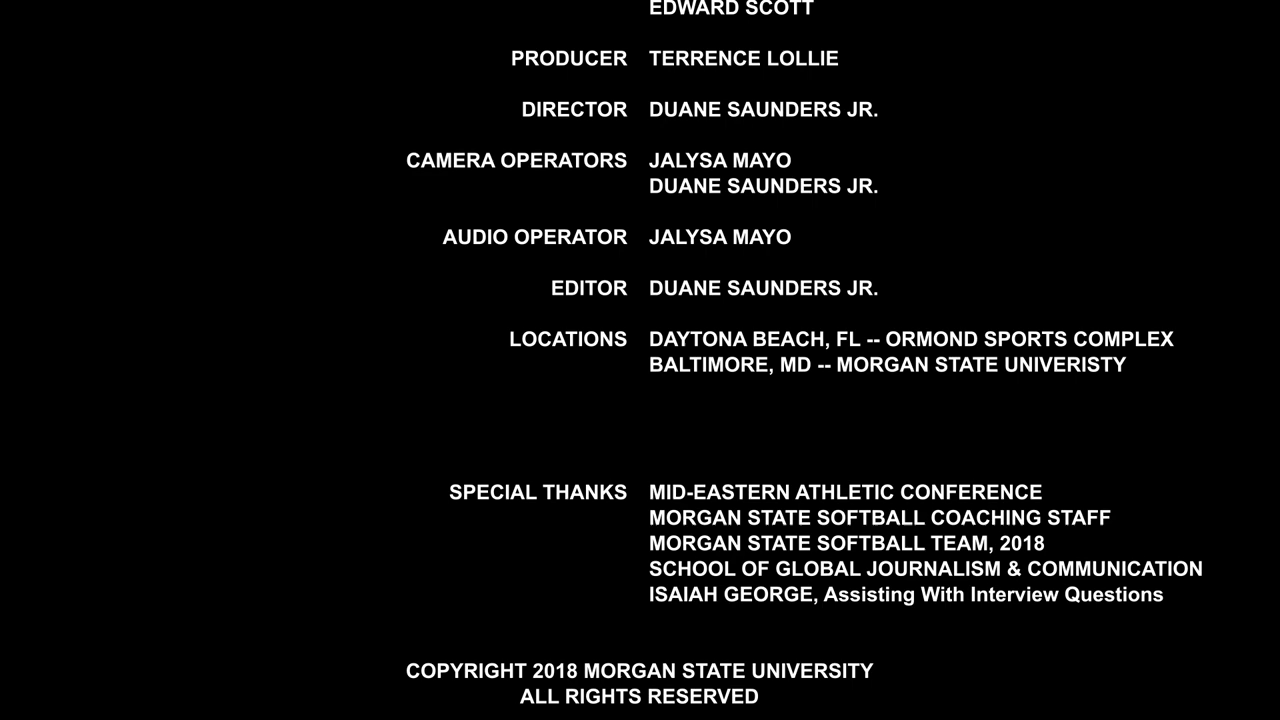 EDWARD SCOTT
PRODUCER TERRENCE LOLLIE
DIRECTOR DUANE SAUNDERS JR.
CAMERA OPERATORS JALYSA MAYO
DUANE SAUNDERS JR.
AUDIO OPERATOR JALYSA MAYO
EDITOR DUANE SAUNDERS JR.
LOCATIONS DAYTONA BEACH, FL -- ORMOND SPORTS COMPLEX
BALTIMORE, MD -- MORGAN STATE UNIVERISTY
SPECIAL THANKS MID-EASTERN ATHLETIC CONFERENCE
MORGAN STATE SOFTBALL COACHING STAFF
MORGAN STATE SOFTBALL TEAM, 2018
SCHOOL OF GLOBAL JOURNALISM & COMMUNICATION
ISAIAH GEORGE, Assisting With Interview Questions
COPYRIGHT 2018 MORGAN STATE UNIVERSITY
ALL RIGHTS RESERVED